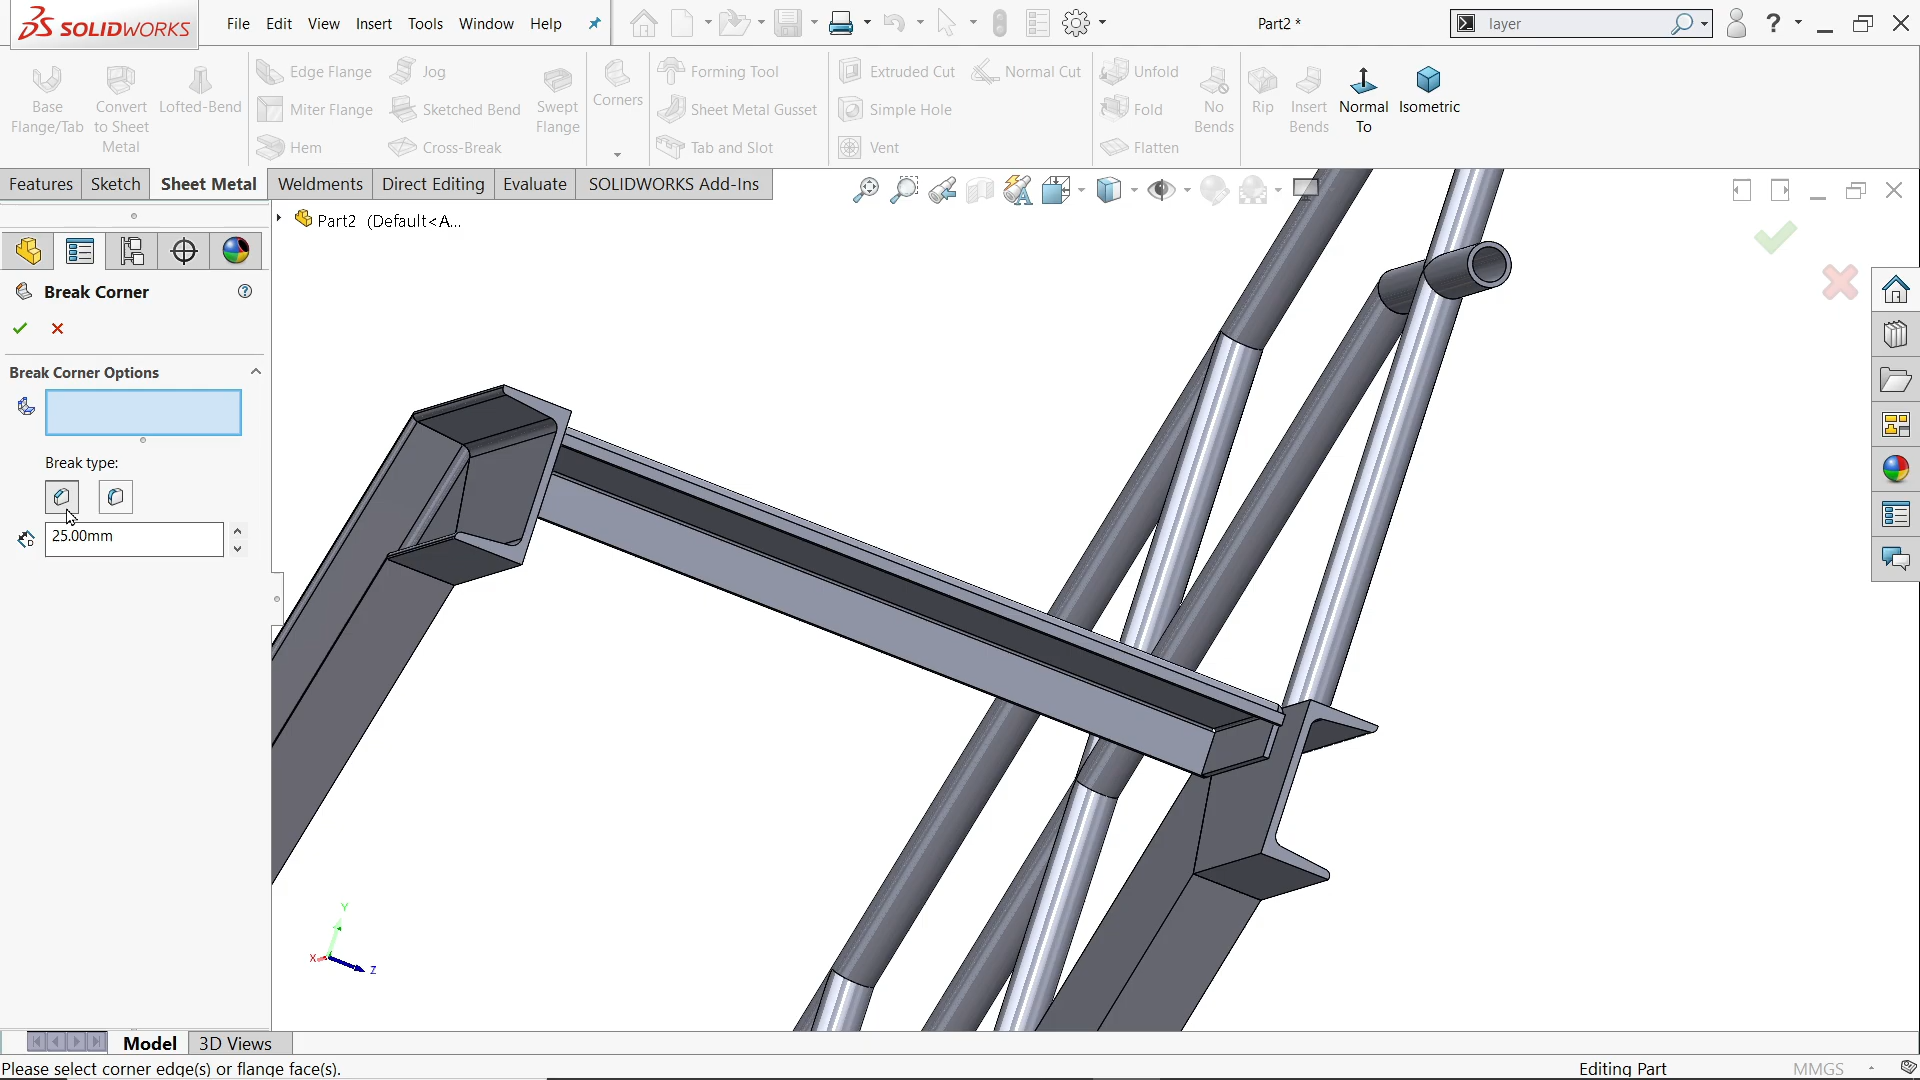 SOLIDWORKS
File Edit View Insert Tools Window Help
Part2 *
layer
?
Base Flange/Tab
Convert to Sheet Metal
Lofted-Bend
Edge Flange
Miter Flange
Hem
Jog
Sketched Bend
Cross-Break
Swept Flange
Corners
Forming Tool
Sheet Metal Gusset
Tab and Slot
Extruded Cut
Simple Hole
Vent
Normal Cut
Unfold
Fold
Flatten
No Bends
Rip
Insert Bends
Normal To
Isometric
Features Sketch Sheet Metal Weldments Direct Editing Evaluate SOLIDWORKS Add-Ins
Part2 (Default<A...
Break Corner
Break Corner Options
Break type:
25.00mm
Y
X
Z
Model 3D Views
Please select corner edge(s) or flange face(s).
Editing Part
MMGS